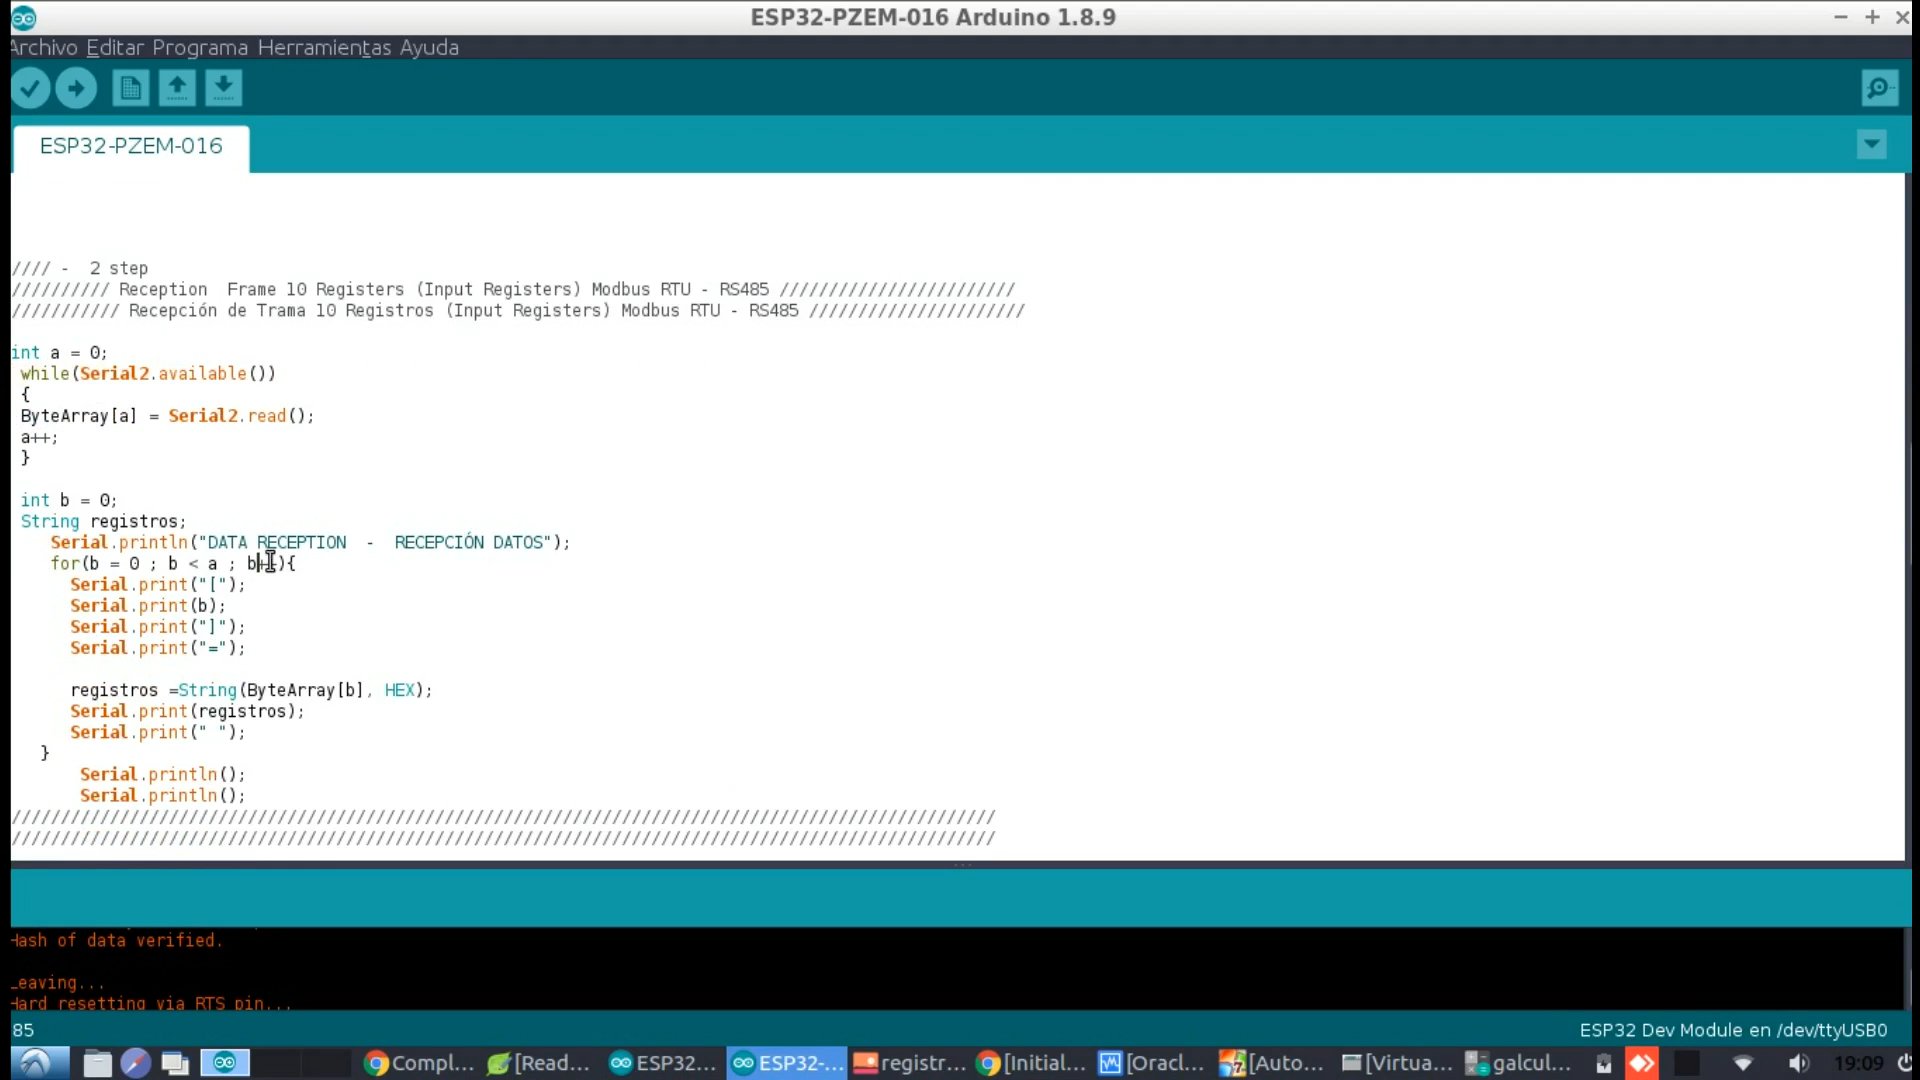 ESP32-PZEM-016 Arduino 1.8.9
Archivo Editar Programa Herramientas Ayuda
ESP32-PZEM-016
//// -  2 step
////////// Reception  Frame 10 Registers (Input Registers) Modbus RTU - RS485 ////////////////////////
/////////// Recepción de Trama 10 Registros (Input Registers) Modbus RTU - RS485 //////////////////////
int a = 0;
while(Serial2.available())
{
ByteArray[a] = Serial2.read();
a++;
}
int b = 0;
String registros;
Serial.println("DATA RECEPTION  -  RECEPCIÓN DATOS");
for(b = 0 ; b < a ; b++){
Serial.print("[");
Serial.print(b);
Serial.print("]");
Serial.print("=");
registros =String(ByteArray[b], HEX);
Serial.print(registros);
Serial.print(" ");
}
Serial.println();
Serial.println();
////////////////////////////////////////////////////////////////////////////////////////////////////
////////////////////////////////////////////////////////////////////////////////////////////////////
Hash of data verified.
Leaving...
Hard resetting via RTS pin...
85
ESP32 Dev Module en /dev/ttyUSB0
Compl... [Read... ESP32... ESP32-... registr... [Initial... [Oracl... [Auto... [Virtua... galcul... 19:09